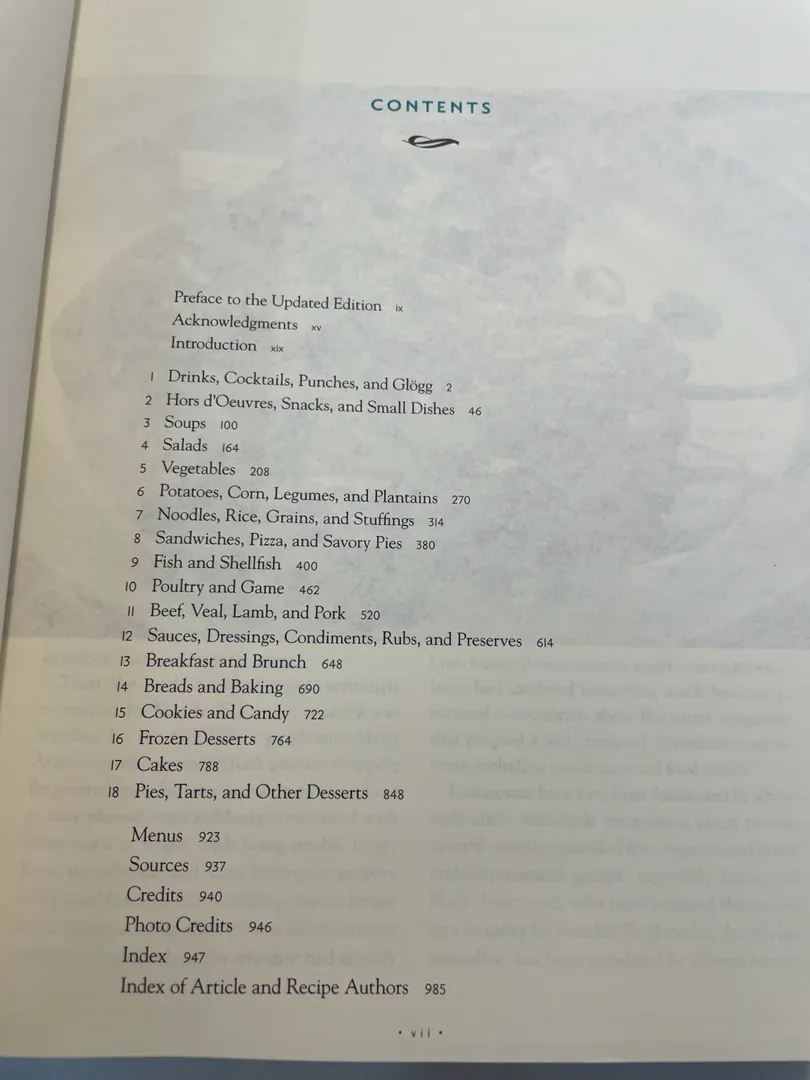 CONTENTS
Preface to the Updated Edition ix
Acknowledgments xv
Introduction xix
1 Drinks, Cocktails, Punches, and Glögg 2
2 Hors d'Oeuvres, Snacks, and Small Dishes 46
3 Soups 100
4 Salads 164
5 Vegetables 208
6 Potatoes, Corn, Legumes, and Plantains 270
7 Noodles, Rice, Grains, and Stuffings 314
8 Sandwiches, Pizza, and Savory Pies 380
9 Fish and Shellfish 400
10 Poultry and Game 462
11 Beef, Veal, Lamb, and Pork 520
12 Sauces, Dressings, Condiments, Rubs, and Preserves 614
13 Breakfast and Brunch 648
14 Breads and Baking 690
15 Cookies and Candy 722
16 Frozen Desserts 764
17 Cakes 788
18 Pies, Tarts, and Other Desserts 848
Menus 923
Sources 937
Credits 940
Photo Credits 946
Index 947
Index of Article and Recipe Authors 985
• vii •